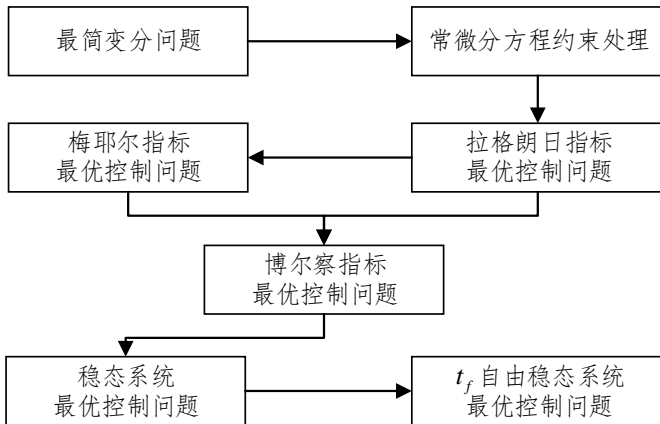 最简变分问题
常微分方程约束处理
梅耶尔指标
最优控制问题
拉格朗日指标
最优控制问题
博尔察指标
最优控制问题
稳态系统
最优控制问题
t_f 自由稳态系统
最优控制问题